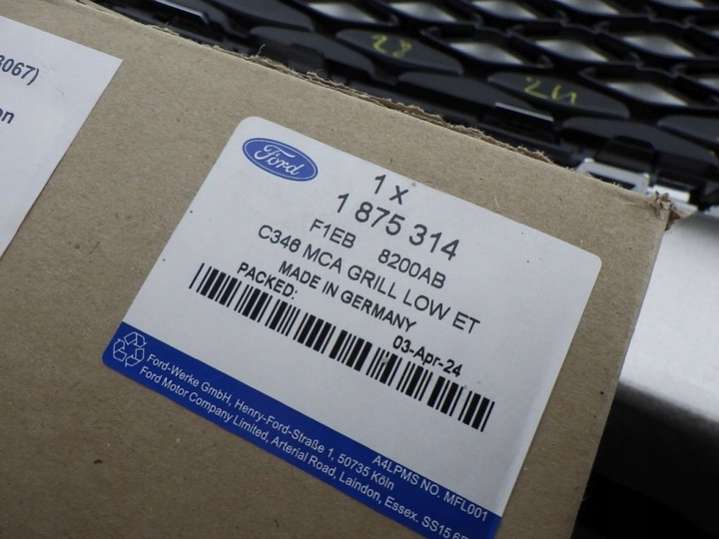 3067)
on
Ford
1 x
1 875 314
F1EB 8200AB
C346 MCA GRILL LOW ET
MADE IN GERMANY
PACKED: 03-Apr-24
Ford-Werke GmbH, Henry-Ford-Straße 1, 50735 Köln
Ford Motor Company Limited, Arterial Road, Laindon, Essex. SS15 6
A4LPMS NO. MFL001